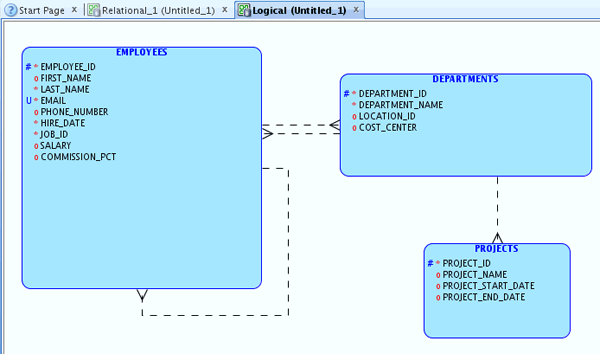 Start Page x Relational_1 (Untitled_1) x Logical (Untitled_1) x
EMPLOYEES
# * EMPLOYEE_ID
o FIRST_NAME
* LAST_NAME
U * EMAIL
o PHONE_NUMBER
* HIRE_DATE
* JOB_ID
o SALARY
o COMMISSION_PCT
DEPARTMENTS
# * DEPARTMENT_ID
* DEPARTMENT_NAME
o LOCATION_ID
o COST_CENTER
PROJECTS
# * PROJECT_ID
o PROJECT_NAME
o PROJECT_START_DATE
o PROJECT_END_DATE